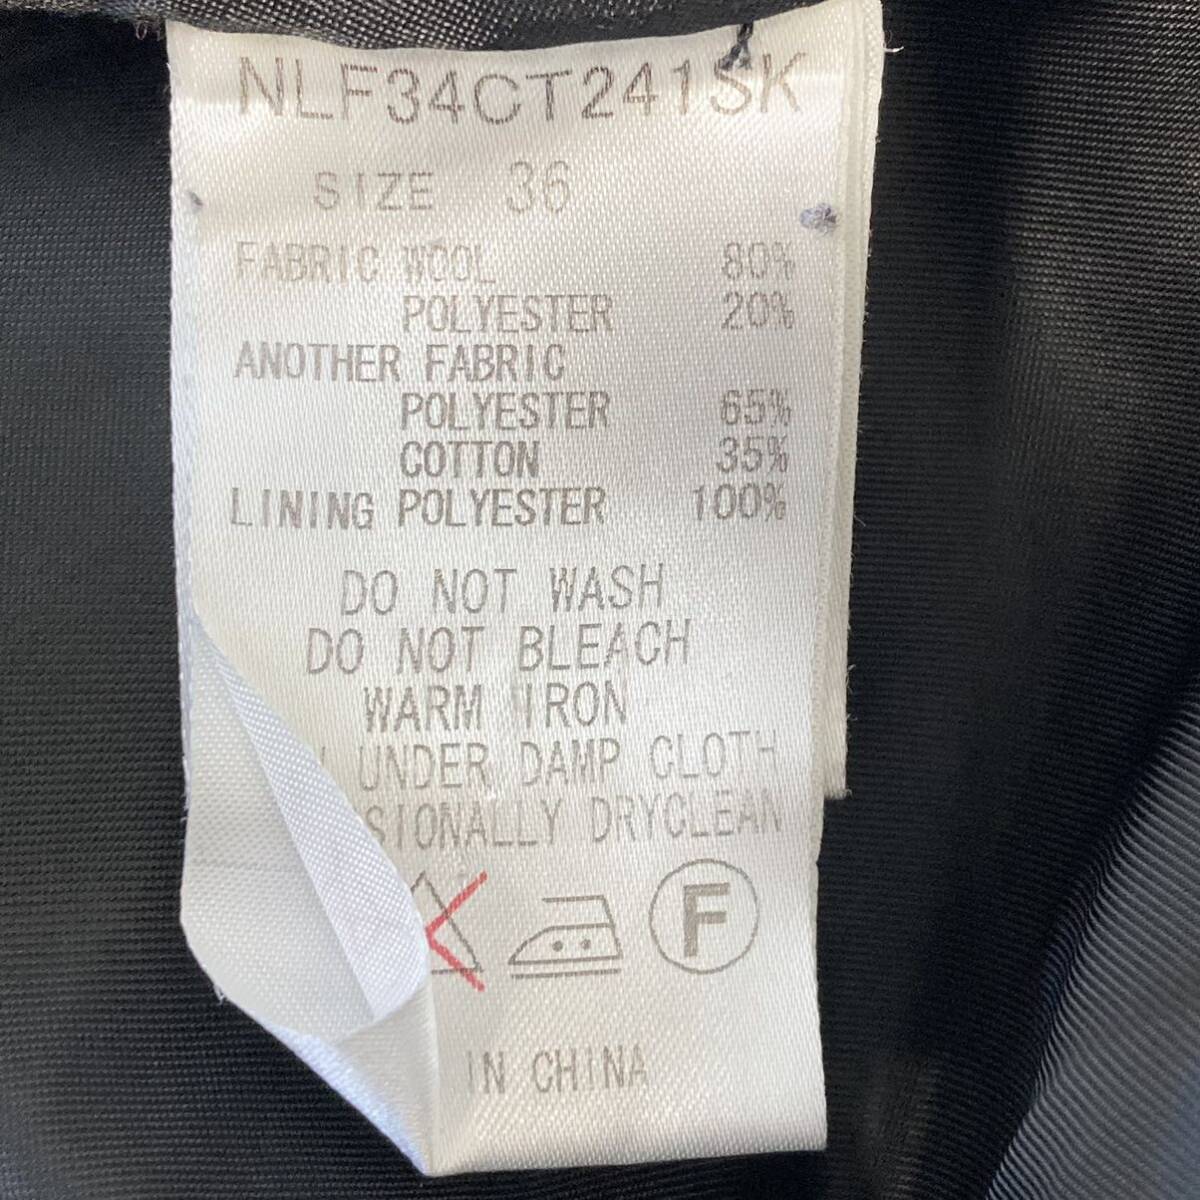 NLF34CT241SK
SIZE 36
FABRIC WOOL 80%
POLYESTER 20%
ANOTHER FABRIC
POLYESTER 65%
COTTON 35%
LINING POLYESTER 100%
DO NOT WASH
DO NOT BLEACH
WARM IRON
UNDER DAMP CLOTH
SIONALLY DRYCLEAN
F
IN CHINA